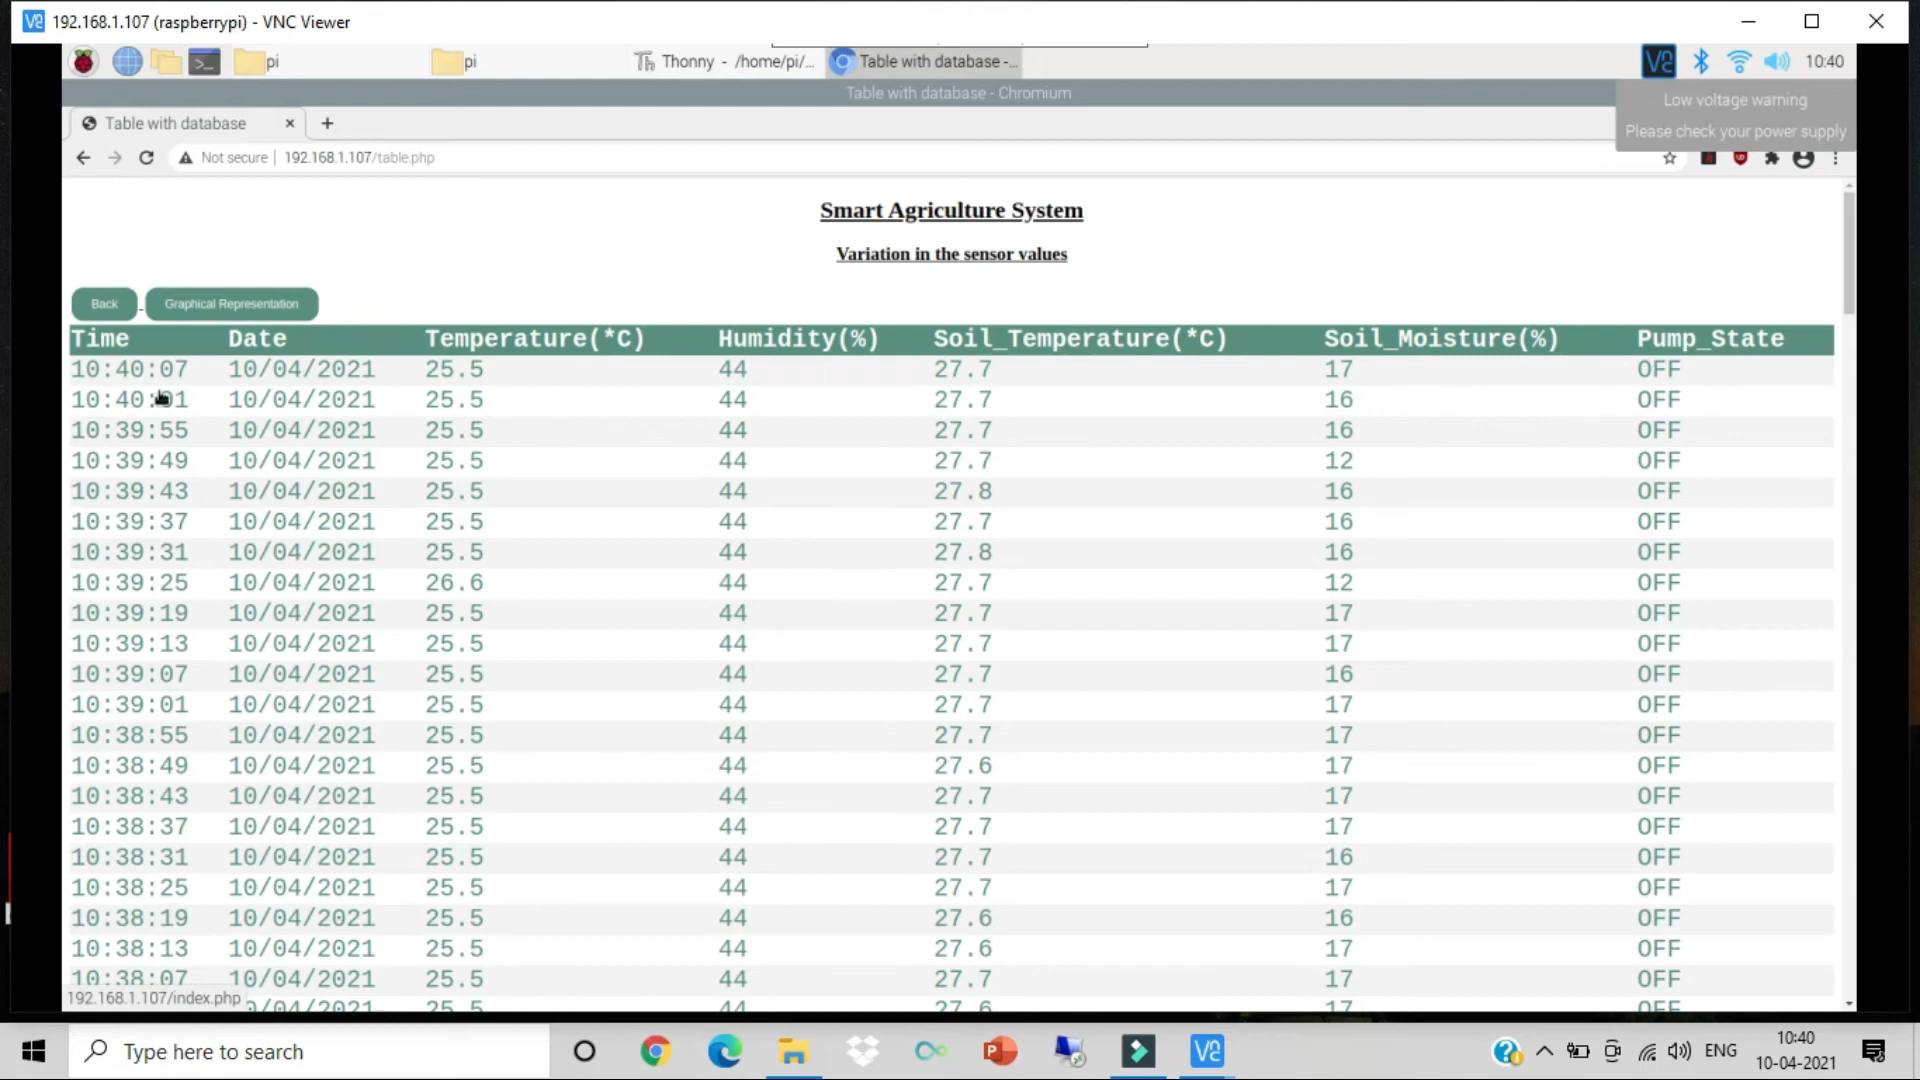 192.168.1.107 (raspberrypi) - VNC Viewer
pi
pi
Thonny - /home/pi/...
Table with database -...
10:40
Table with database - Chromium
Low voltage warning
Please check your power supply
Table with database
Not secure | 192.168.1.107/table.php
Smart Agriculture System
Variation in the sensor values
Back
Graphical Representation
Time Date Temperature(*C) Humidity(%) Soil_Temperature(*C) Soil_Moisture(%) Pump_State
10:40:07 10/04/2021 25.5 44 27.7 17 OFF
10:40:01 10/04/2021 25.5 44 27.7 16 OFF
10:39:55 10/04/2021 25.5 44 27.7 16 OFF
10:39:49 10/04/2021 25.5 44 27.7 12 OFF
10:39:43 10/04/2021 25.5 44 27.8 16 OFF
10:39:37 10/04/2021 25.5 44 27.7 16 OFF
10:39:31 10/04/2021 25.5 44 27.8 16 OFF
10:39:25 10/04/2021 26.6 44 27.7 12 OFF
10:39:19 10/04/2021 25.5 44 27.7 17 OFF
10:39:13 10/04/2021 25.5 44 27.7 17 OFF
10:39:07 10/04/2021 25.5 44 27.7 16 OFF
10:39:01 10/04/2021 25.5 44 27.7 17 OFF
10:38:55 10/04/2021 25.5 44 27.7 17 OFF
10:38:49 10/04/2021 25.5 44 27.6 17 OFF
10:38:43 10/04/2021 25.5 44 27.7 17 OFF
10:38:37 10/04/2021 25.5 44 27.7 17 OFF
10:38:31 10/04/2021 25.5 44 27.7 16 OFF
10:38:25 10/04/2021 25.5 44 27.7 17 OFF
10:38:19 10/04/2021 25.5 44 27.6 16 OFF
10:38:13 10/04/2021 25.5 44 27.6 17 OFF
10:38:07 10/04/2021 25.5 44 27.7 17 OFF
25.5 44 27.6 17 OFF
192.168.1.107/index.php
Type here to search
ENG
10:40
10-04-2021